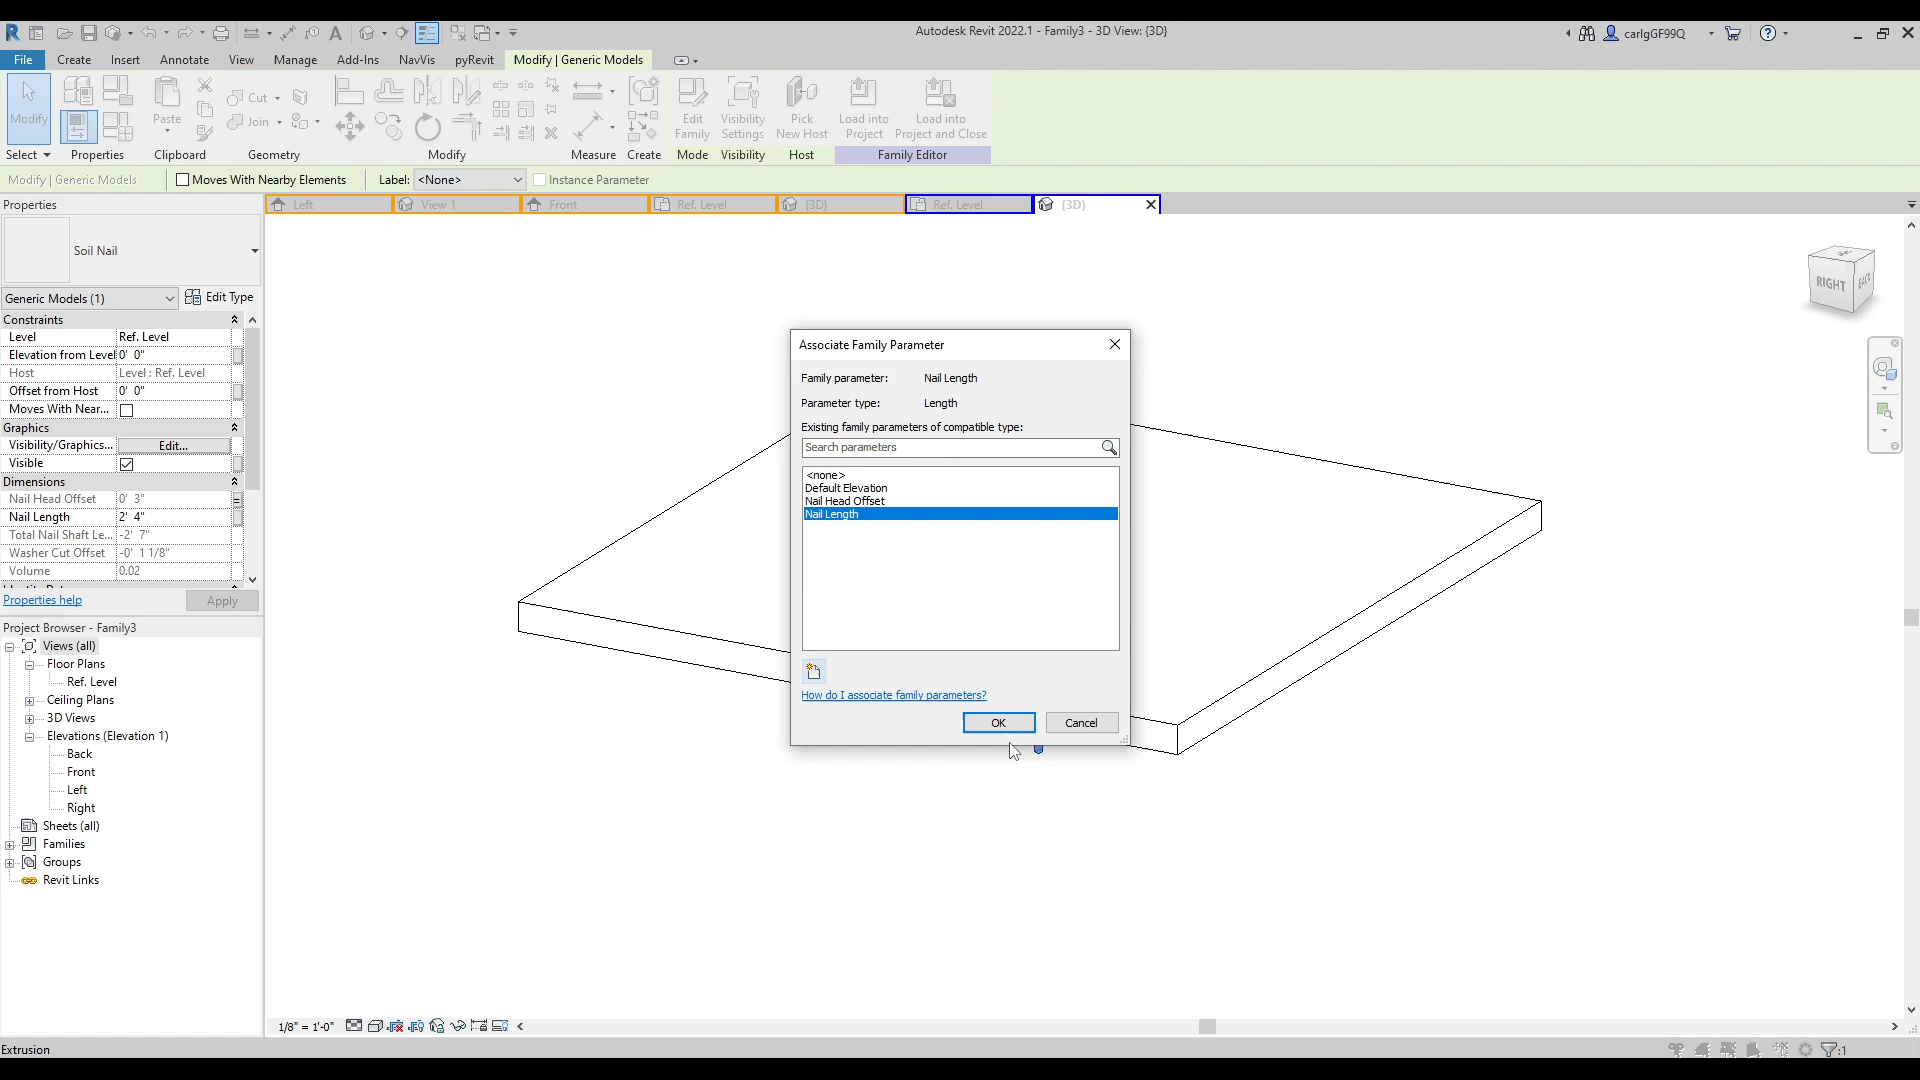 Autodesk Revit 2022.1 - Family3 - 3D View: {3D}
carlgGF99Q
File Create Insert Annotate View Manage Add-Ins NavVis pyRevit Modify | Generic Models
Modify Paste Cut Join Edit Family Visibility Settings Pick New Host Load into Project Load into Project and Close
Select Properties Clipboard Geometry Modify Measure Create Mode Visibility Host Family Editor
Modify | Generic Models Moves With Nearby Elements Label: <None> Instance Parameter
Properties
Left View 1 Front Ref. Level {3D} Ref. Level {3D}
Soil Nail
Generic Models (1) Edit Type
Constraints
Level Ref. Level
Elevation from Level 0' 0"
Host Level : Ref. Level
Offset from Host 0' 0"
Moves With Near...
Graphics
Visibility/Graphics... Edit...
Visible
Dimensions
Nail Head Offset 0' 3"
Nail Length 2' 4"
Total Nail Shaft Le... -2' 7"
Washer Cut Offset -0' 1 1/8"
Volume 0.02
Properties help Apply
Project Browser - Family3
Views (all)
Floor Plans
Ref. Level
Ceiling Plans
3D Views
Elevations (Elevation 1)
Back
Front
Left
Right
Sheets (all)
Families
Groups
Revit Links
RIGHT BACK
Associate Family Parameter
Family parameter: Nail Length
Parameter type: Length
Existing family parameters of compatible type:
Search parameters
<none>
Default Elevation
Nail Head Offset
Nail Length
How do I associate family parameters?
OK Cancel
1/8" = 1'-0"
Extrusion
:1